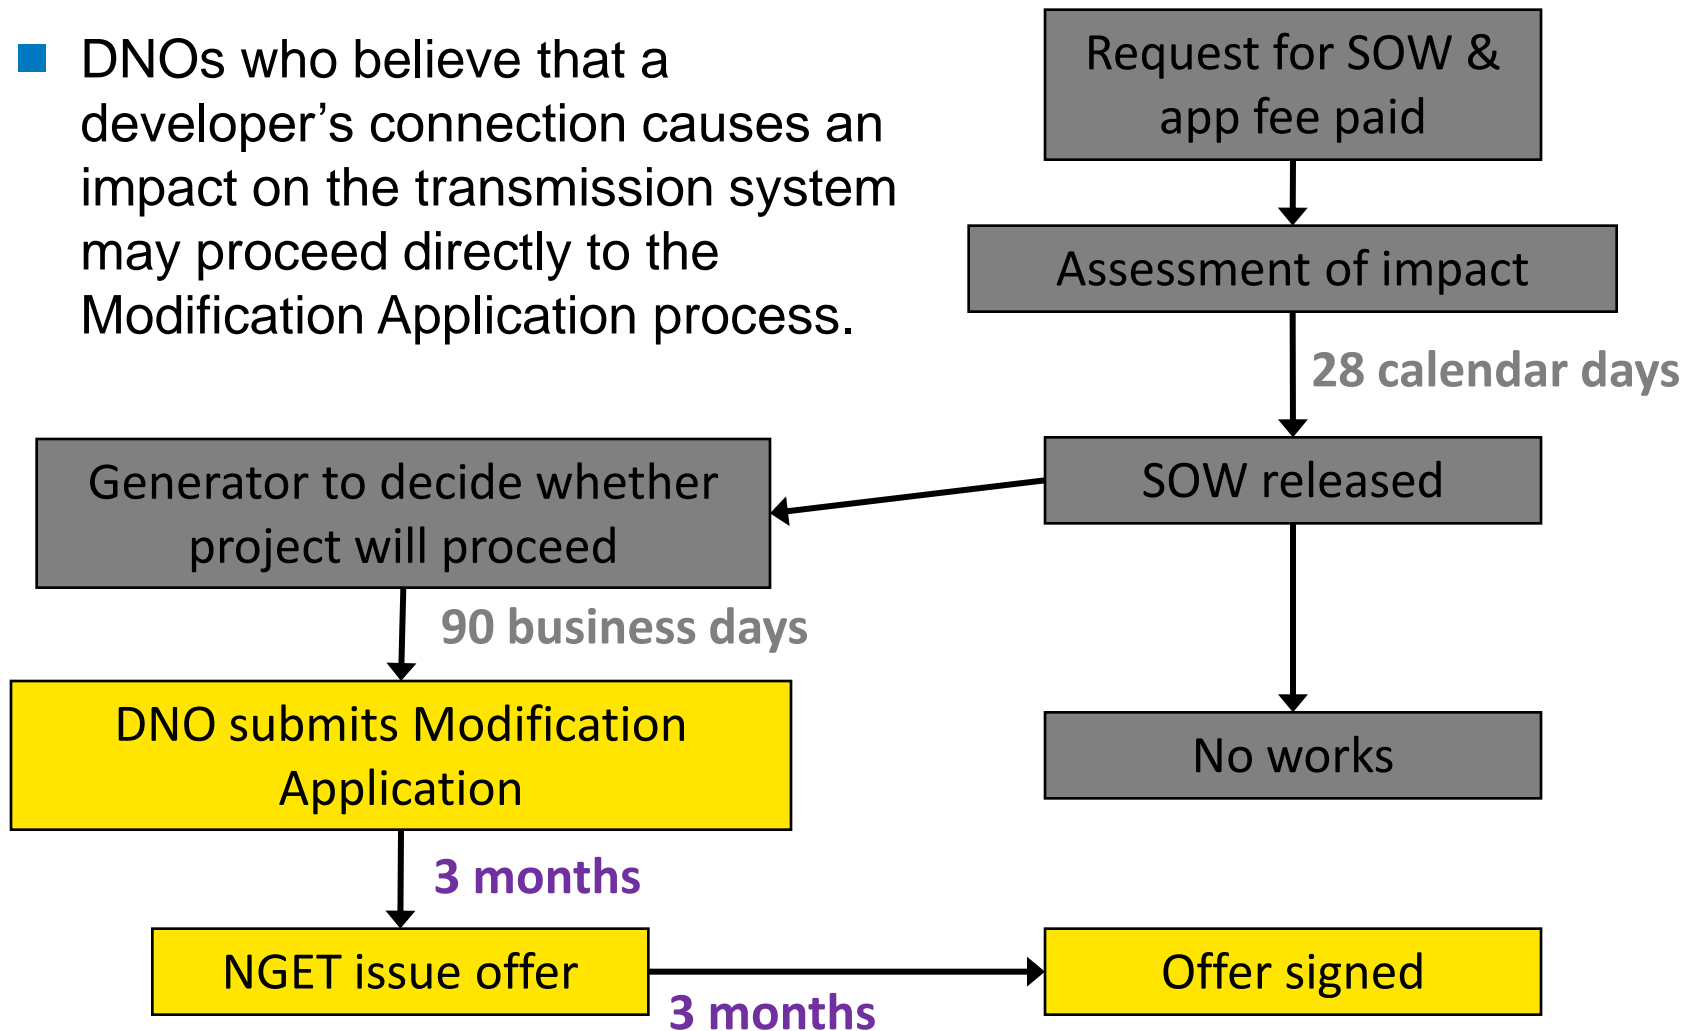 DNOs who believe that a
developer’s connection causes an
impact on the transmission system
may proceed directly to the
Modification Application process.
Request for SOW &
app fee paid
Assessment of impact
28 calendar days
SOW released
Generator to decide whether
project will proceed
90 business days
No works
DNO submits Modification
Application
3 months
NGET issue offer
3 months
Offer signed